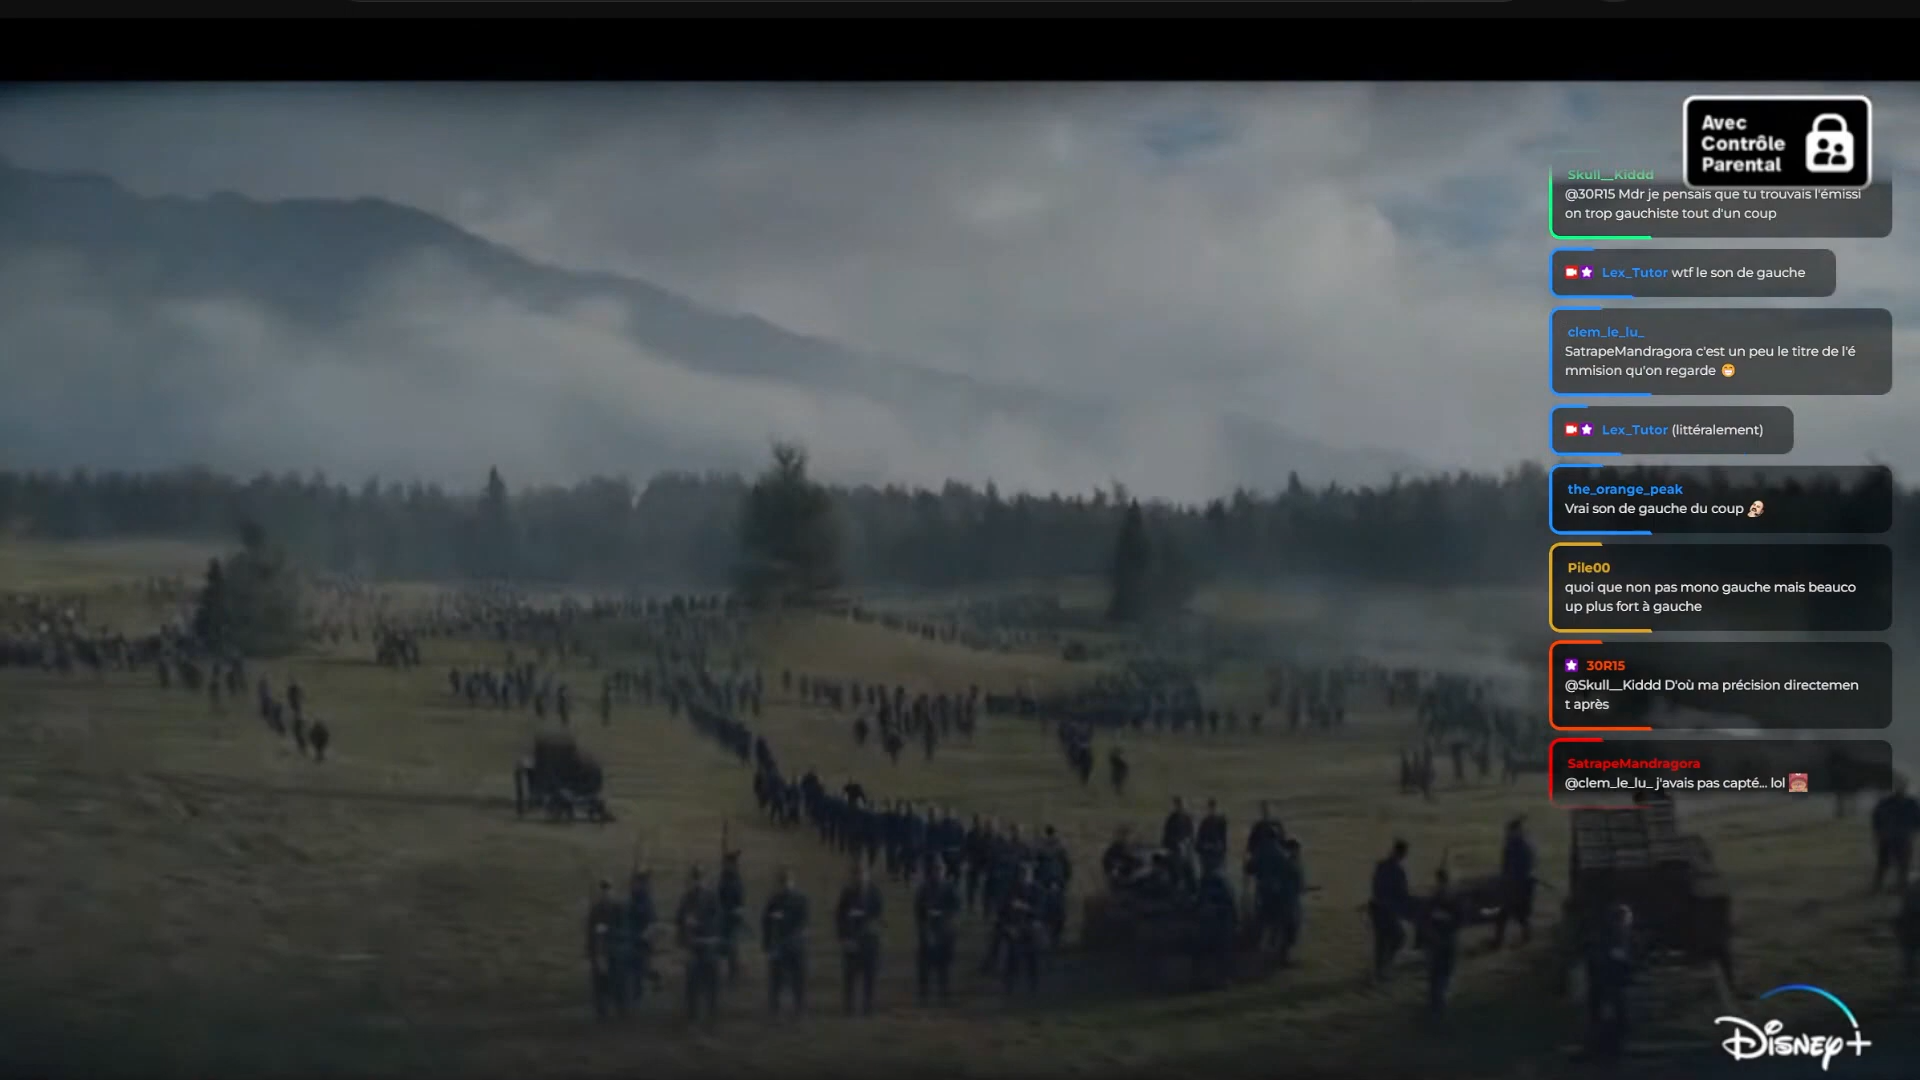 Avec
Contrôle
Parental
Skull__Kiddd
@30R15 Mdr je pensais que tu trouvais l'émissi
on trop gauchiste tout d'un coup
Lex_Tutor wtf le son de gauche
clem_le_lu_
SatrapeMandragora c'est un peu le titre de l'é
mmision qu'on regarde 😁
Lex_Tutor (littéralement)
the_orange_peak
Vrai son de gauche du coup
Pile00
quoi que non pas mono gauche mais beauco
up plus fort à gauche
30R15
@Skull__Kiddd D'où ma précision directemen
t après
SatrapeMandragora
@clem_le_lu_ j'avais pas capté... lol
Disney+